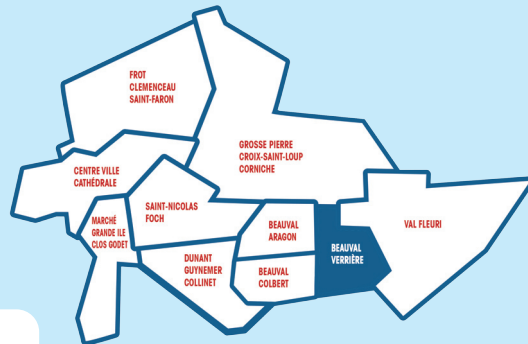 FROT
CLEMENCEAU
SAINT-FARON
GROSSE PIERRE
CROIX-SAINT-LOUP
CORNICHE
CENTRE VILLE
CATHÉDRALE
SAINT-NICOLAS
FOCH
MARCHÉ
GRANDE ILE
CLOS GODET
BEAUVAL
ARAGON
VAL FLEURI
BEAUVAL
VERRIÈRE
DUNANT
GUYNEMER
COLLINET
BEAUVAL
COLBERT